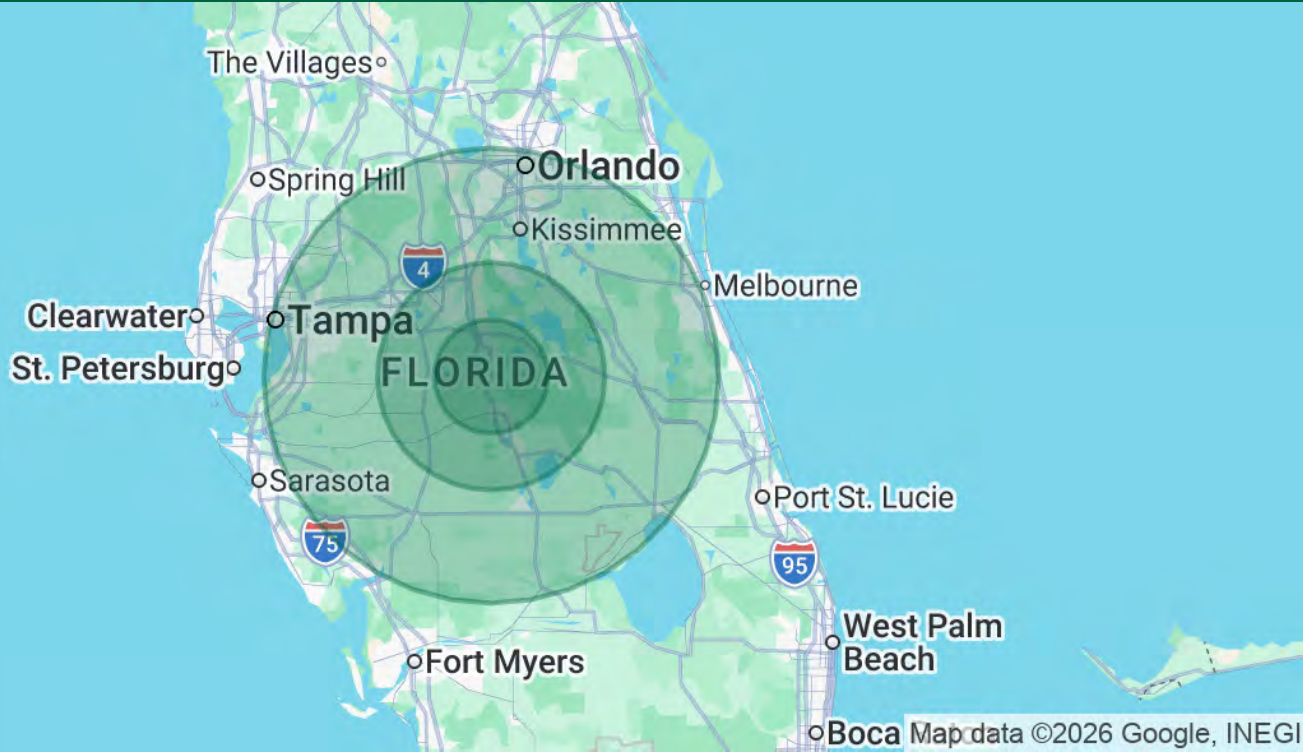 The Villages
Orlando
Spring Hill
Kissimmee
4
Melbourne
Clearwater
Tampa
St. Petersburg
FLORIDA
Sarasota
Port St. Lucie
75
95
West Palm
Beach
Fort Myers
Boca
Map data ©2026 Google, INEGI